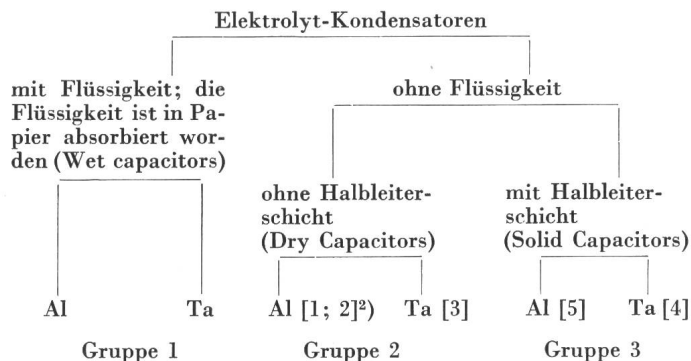 Elektrolyt-Kondensatoren
mit Flüssigkeit; die
Flüssigkeit ist in Pa-
pier absorbiert wor-
den (Wet capacitors)
ohne Flüssigkeit
ohne Halbleiter-
schicht
(Dry Capacitors)
mit Halbleiter-
schicht
(Solid Capacitors)
Al Ta Al [1; 2]²) Ta [3] Al [5] Ta [4]
Gruppe 1 Gruppe 2 Gruppe 3